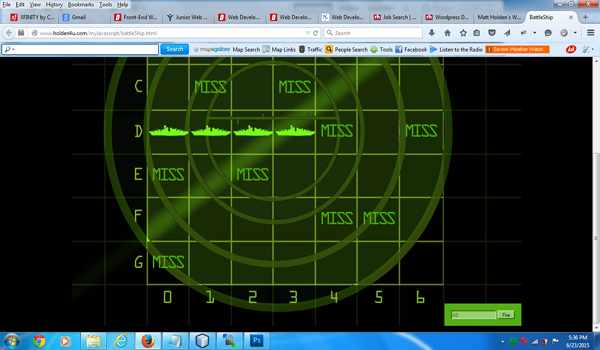 File Edit View History Bookmarks Tools Help
XFINITY by C... Gmail Front-End W... Junior Web ... Web Develo... Web Develo... Web Develo... Job Search | ... Wordpress D... Matt Holden's W... BattleShip
www.holden4u.com/myJavascript/battleShip.html Search
Search mapsgalaxy Map Search Map Links Traffic People Search Tools Facebook Listen to the Radio Severe Weather Watch
C MISS MISS
D MISS MISS
E MISS MISS
F MISS MISS
G MISS
0 1 2 3 4 5 6
A0 Fire
5:36 PM
6/23/2015